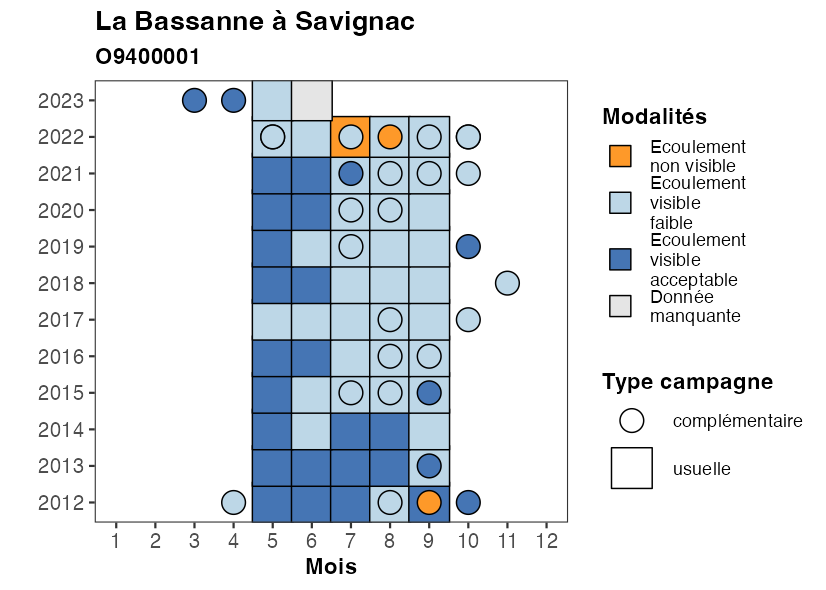 La Bassanne à Savignac
O9400001
2023
2022
2021
2020
2019
2018
2017
2016
2015
2014
2013
2012
1 2 3 4 5 6 7 8 9 10 11 12
Mois
Modalités
Ecoulement
non visible
Ecoulement
visible
faible
Ecoulement
visible
acceptable
Donnée
manquante
Type campagne
complémentaire
usuelle